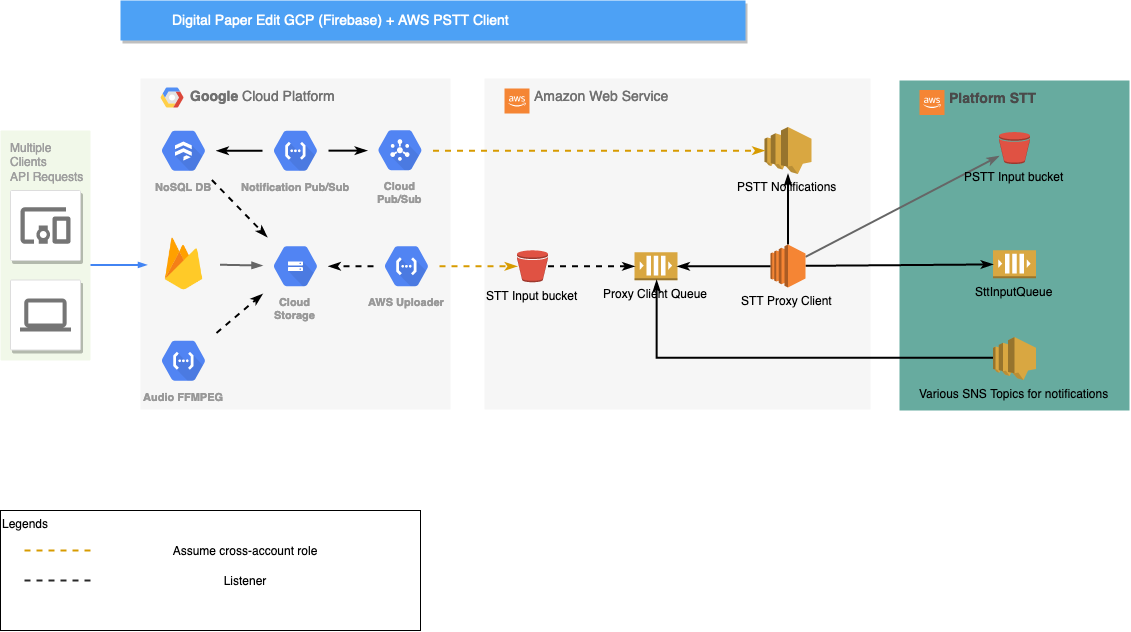 Digital Paper Edit GCP (Firebase) + AWS PSTT Client
Multiple
Clients
API Requests
Google Cloud Platform
NoSQL DB
Notification Pub/Sub
Cloud
Pub/Sub
Cloud
Storage
AWS Uploader
Audio FFMPEG
aws
Amazon Web Service
PSTT Notifications
STT Input bucket
Proxy Client Queue
STT Proxy Client
aws
Platform STT
PSTT Input bucket
SttInputQueue
Various SNS Topics for notifications
Legends
Assume cross-account role
Listener